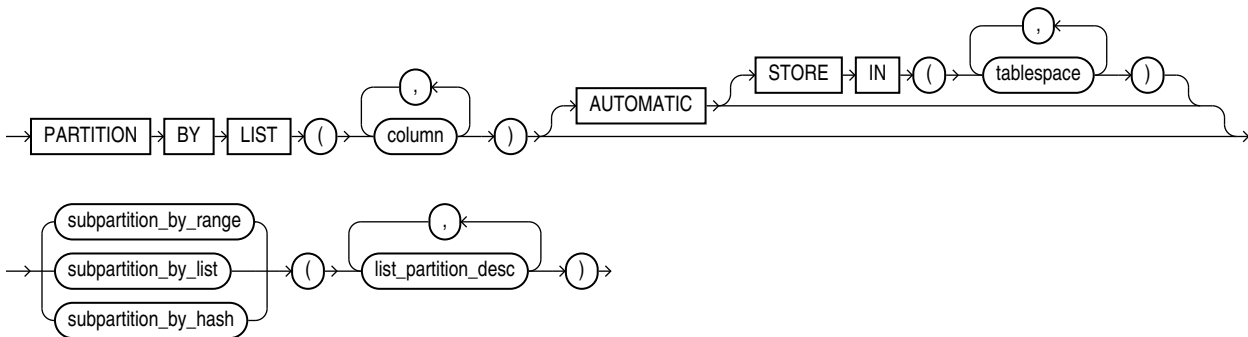 ,
, STORE IN ( tablespace )
AUTOMATIC
PARTITION BY LIST ( column )
subpartition_by_range ,
subpartition_by_list ( list_partition_desc )
subpartition_by_hash